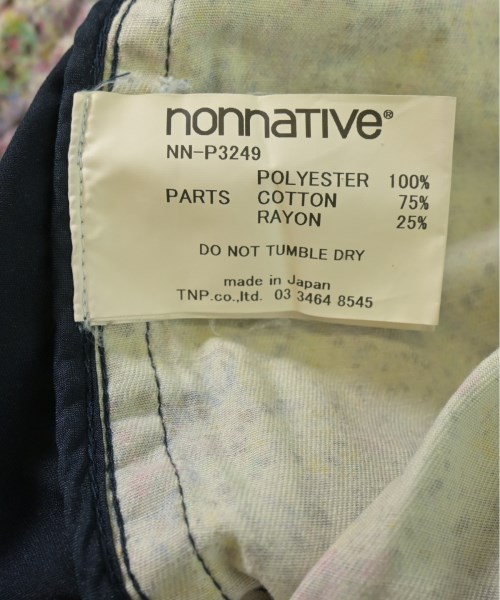 nonnaTIVE®
NN-P3249
POLYESTER 100%
PARTS COTTON 75%
RAYON 25%
DO NOT TUMBLE DRY
made in Japan
TNP.co.,ltd. 03 3464 8545